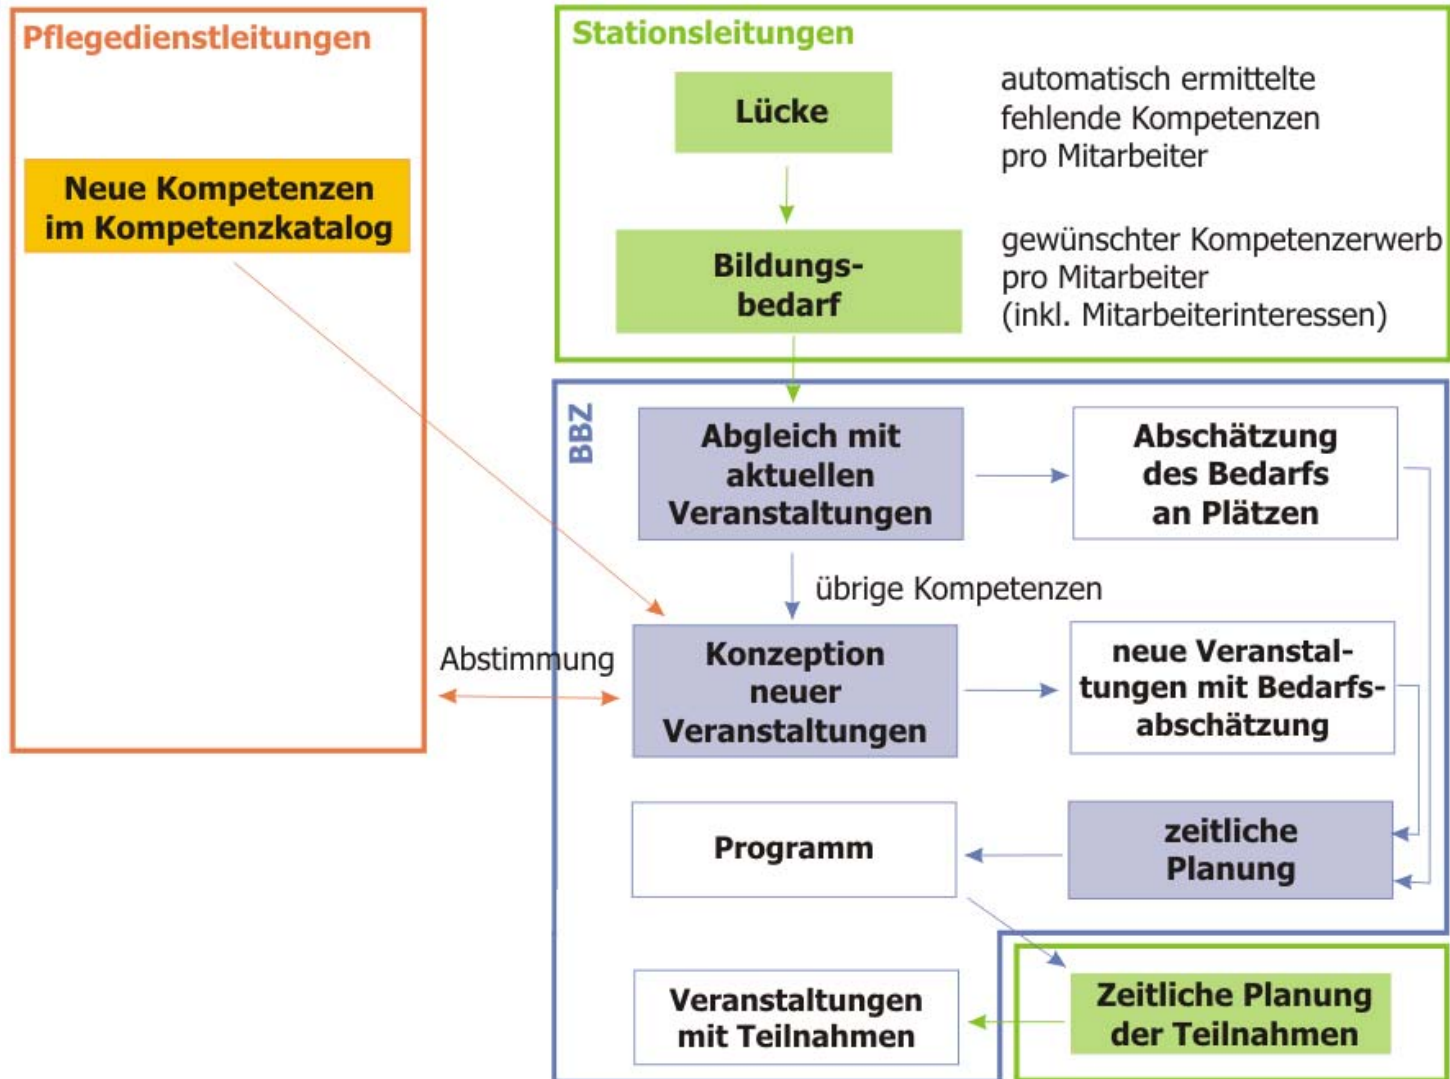 Pflegedienstleitungen
Neue Kompetenzen
im Kompetenzkatalog
Stationsleitungen
Lücke
automatisch ermittelte
fehlende Kompetenzen
pro Mitarbeiter
Bildungs-
bedarf
gewünschter Kompetenzerwerb
pro Mitarbeiter
(inkl. Mitarbeiterinteressen)
BBZ
Abgleich mit
aktuellen
Veranstaltungen
Abschätzung
des Bedarfs
an Plätzen
übrige Kompetenzen
Abstimmung
Konzeption
neuer
Veranstaltungen
neue Veranstal-
tungen mit Bedarfs-
abschätzung
Programm
zeitliche
Planung
Veranstaltungen
mit Teilnahmen
Zeitliche Planung
der Teilnahmen